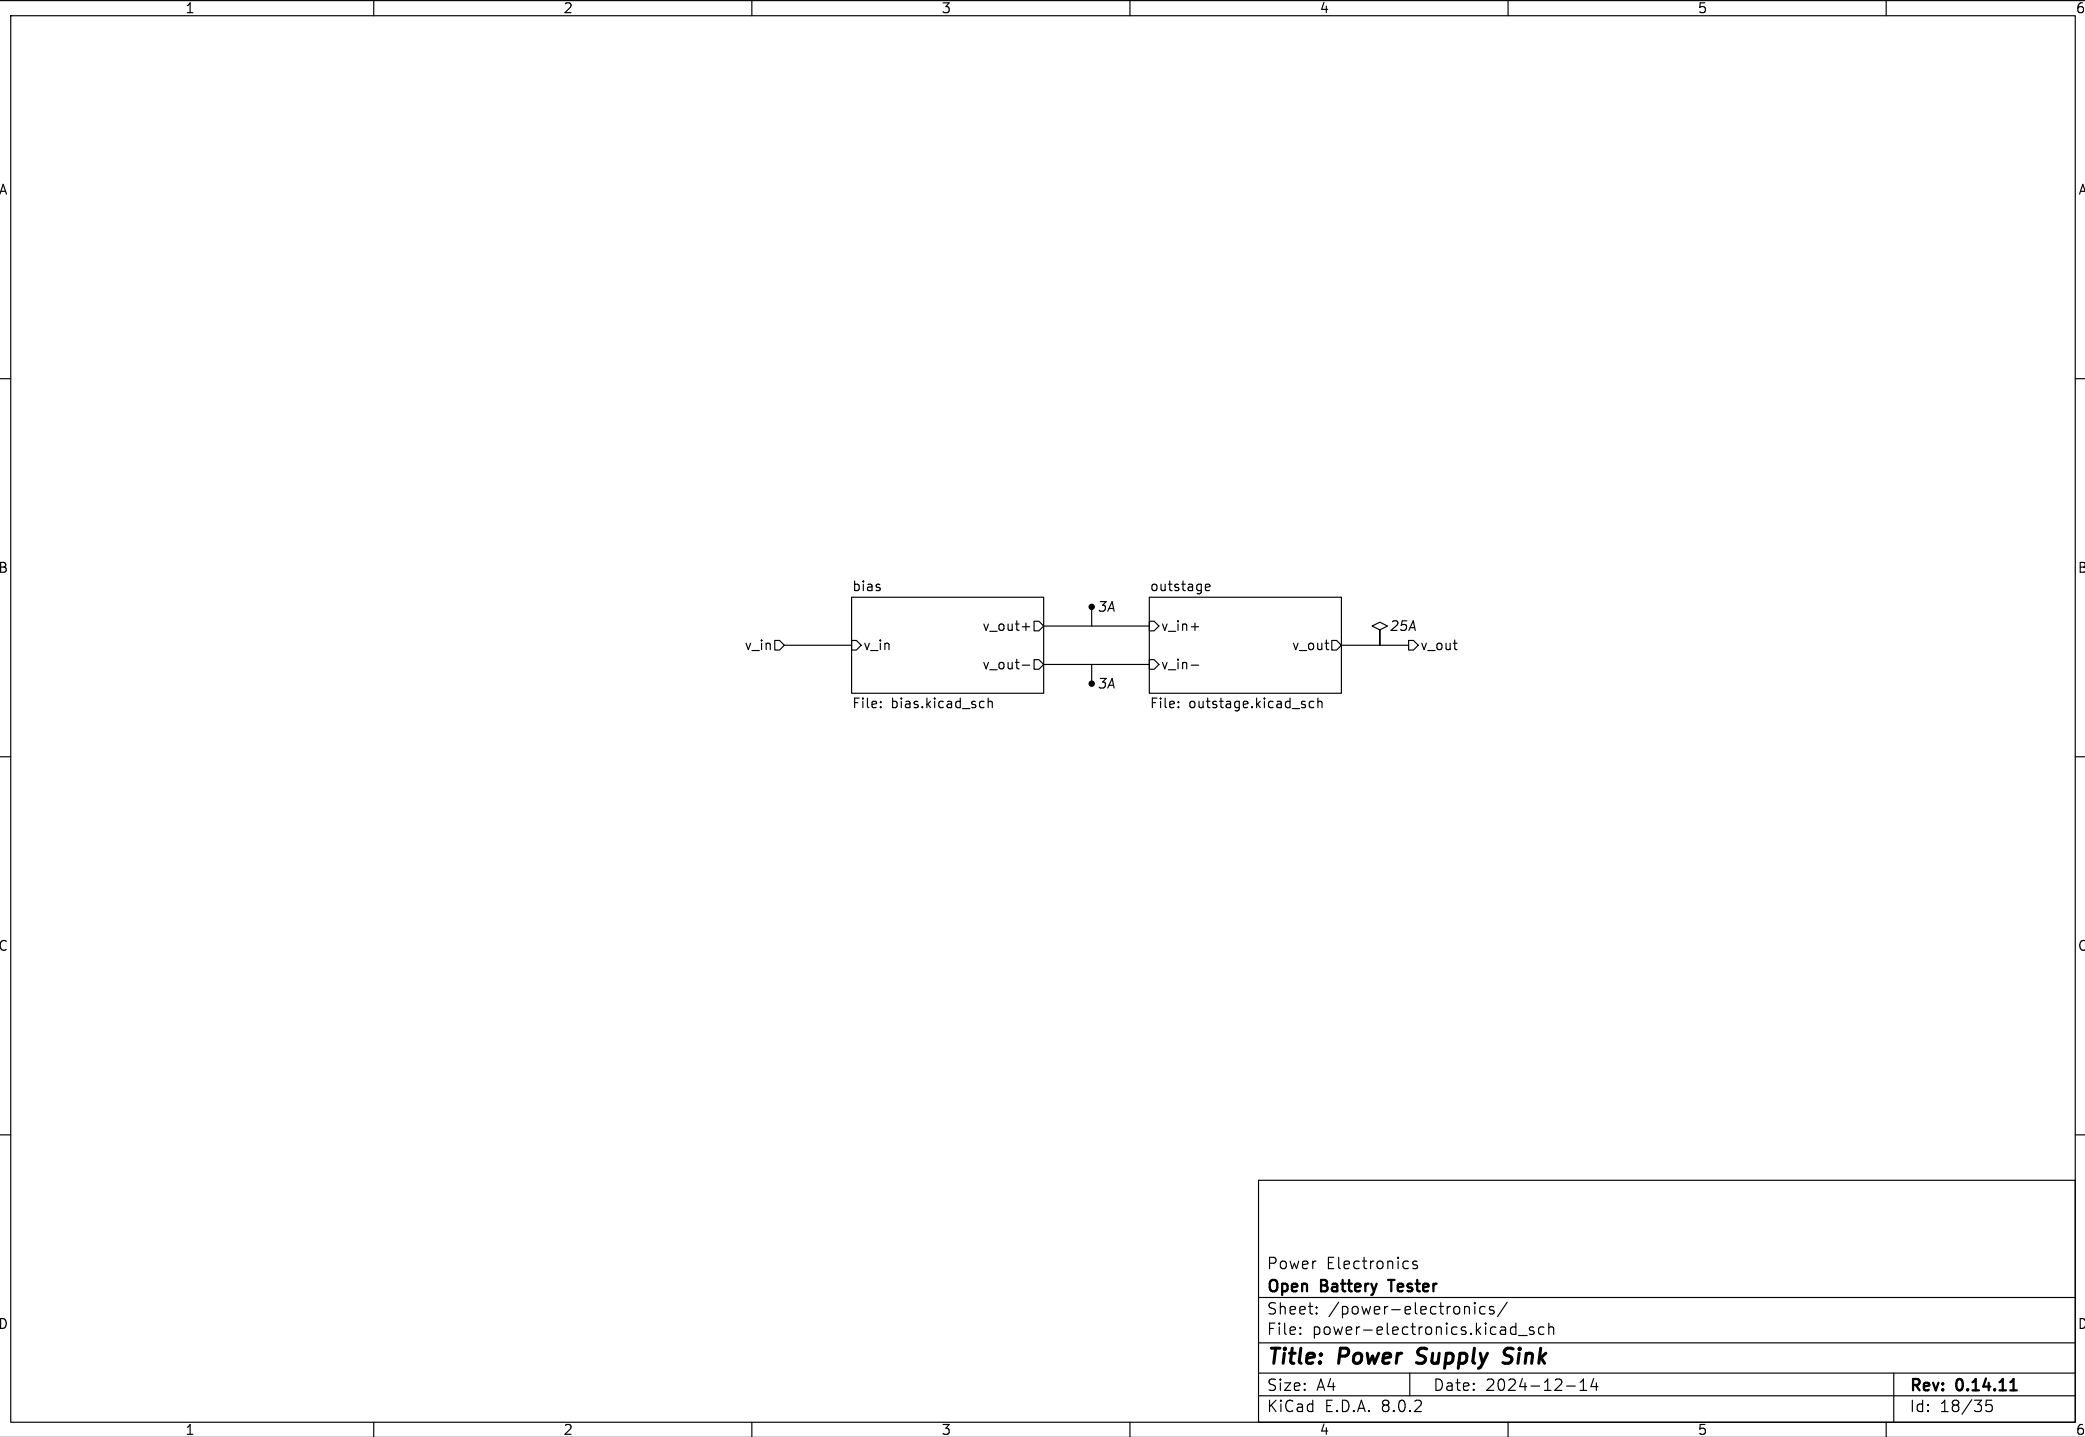 1 2 3 4 5 6
A A
bias outstage
B B
3A
v_out+ v_in+ 25A
v_in v_in v_out v_out
v_out- v_in-
3A
File: bias.kicad_sch File: outstage.kicad_sch
C C
Power Electronics
Open Battery Tester
Sheet: /power-electronics/
File: power-electronics.kicad_sch
D D
Title: Power Supply Sink
Size: A4 Date: 2024-12-14 Rev: 0.14.11
KiCad E.D.A. 8.0.2 Id: 18/35
1 2 3 4 5 6